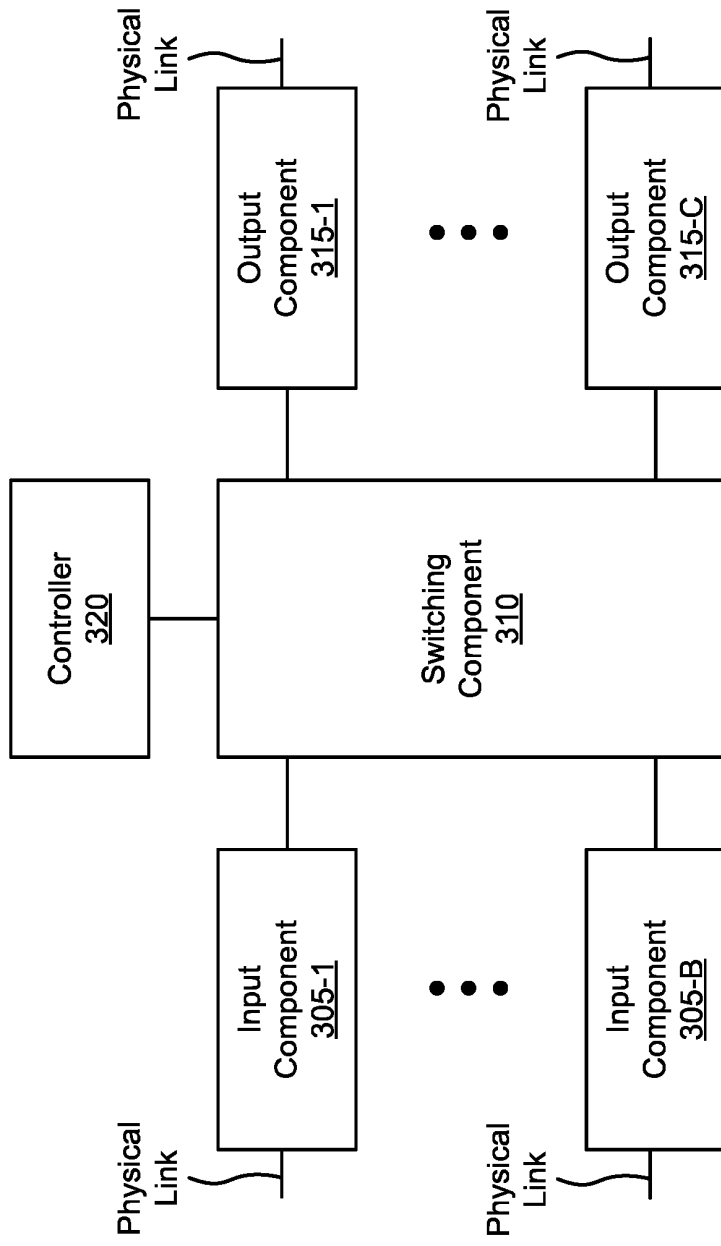 Controller
320
Physical
Link
Input
Component
305-1
Switching
Component
310
Output
Component
315-1
Physical
Link
Physical
Link
Input
Component
305-B
Output
Component
315-C
Physical
Link